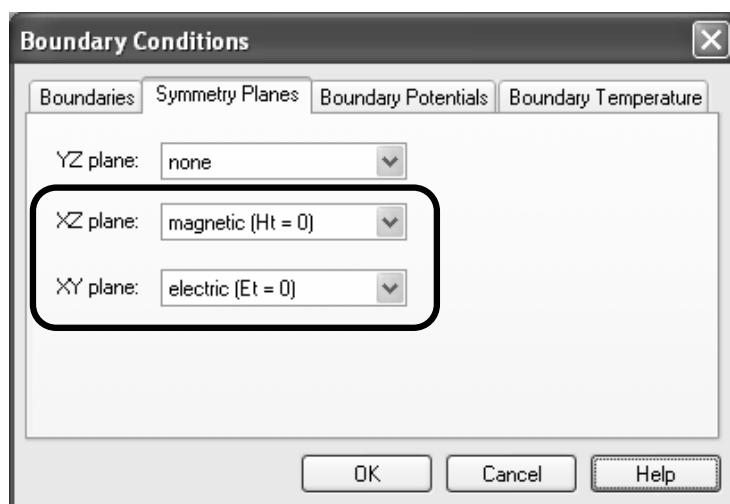 Boundary Conditions
Boundaries Symmetry Planes Boundary Potentials Boundary Temperature
YZ plane: none
XZ plane: magnetic (Ht = 0)
XY plane: electric (Et = 0)
OK Cancel Help